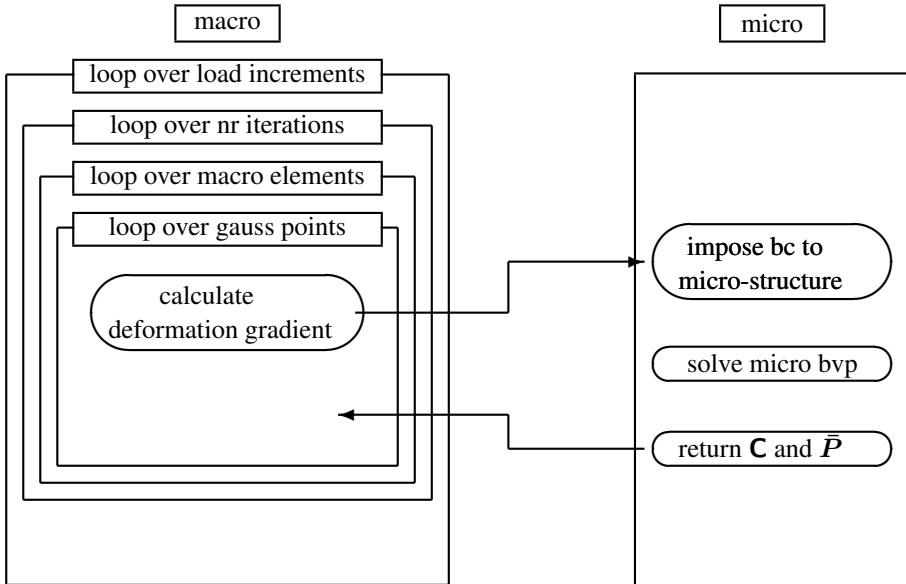 macro
micro
loop over load increments
loop over nr iterations
loop over macro elements
loop over gauss points
calculate
deformation gradient
impose bc to
micro-structure
solve micro bvp
return C and P̄